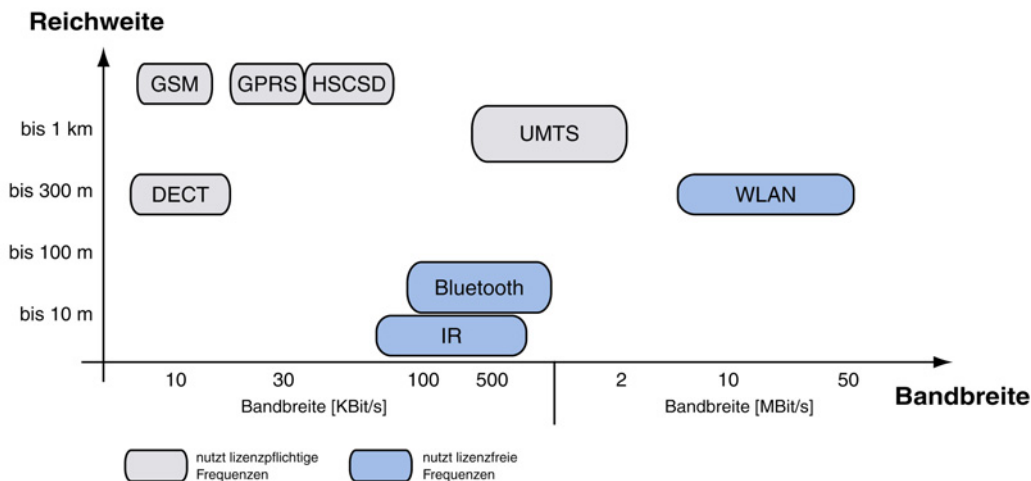 Reichweite
GSM GPRS HSCSD
bis 1 km UMTS
bis 300 m DECT WLAN
bis 100 m
Bluetooth
bis 10 m
IR
10 30 100 500 2 10 50
Bandbreite [KBit/s] Bandbreite [MBit/s] Bandbreite
nutzt lizenzpflichtige Frequenzen
nutzt lizenzfreie Frequenzen